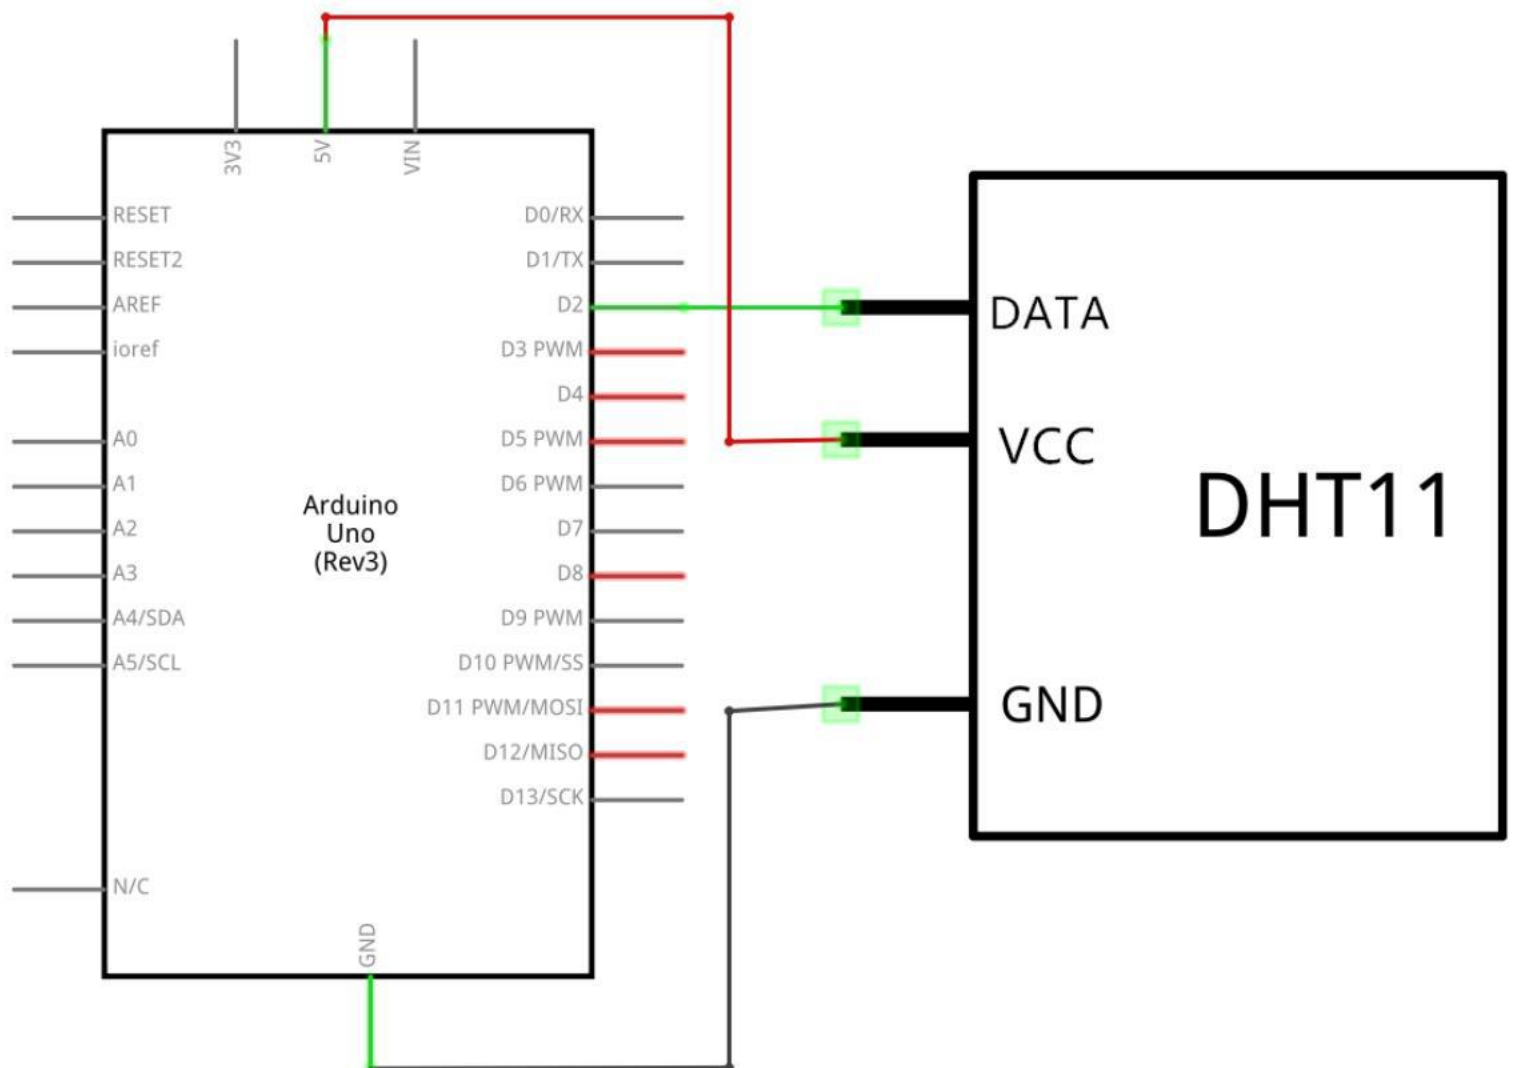 3V3
5V
VIN
RESET
RESET2
AREF
ioref
A0
A1
A2
A3
A4/SDA
A5/SCL
N/C
Arduino
Uno
(Rev3)
D0/RX
D1/TX
D2
D3 PWM
D4
D5 PWM
D6 PWM
D7
D8
D9 PWM
D10 PWM/SS
D11 PWM/MOSI
D12/MISO
D13/SCK
GND
DATA
VCC
DHT11
GND